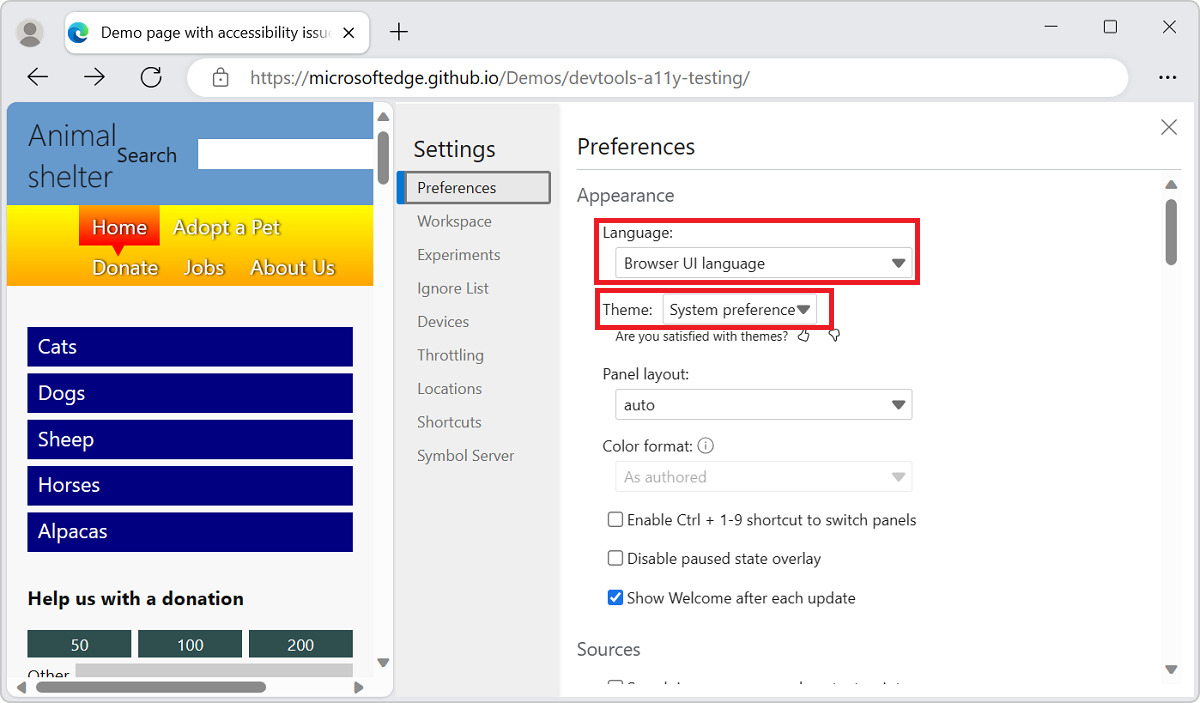 Demo page with accessibility issue
https://microsoftedge.github.io/Demos/devtools-a11y-testing/
Animal
shelter
Search
Home
Adopt a Pet
Donate
Jobs
About Us
Cats
Dogs
Sheep
Horses
Alpacas
Help us with a donation
50
100
200
Other
Settings
Preferences
Workspace
Experiments
Ignore List
Devices
Throttling
Locations
Shortcuts
Symbol Server
Preferences
Appearance
Language:
Browser UI language
Theme: System preference
Are you satisfied with themes?
Panel layout:
auto
Color format:
As authored
Enable Ctrl + 1-9 shortcut to switch panels
Disable paused state overlay
Show Welcome after each update
Sources